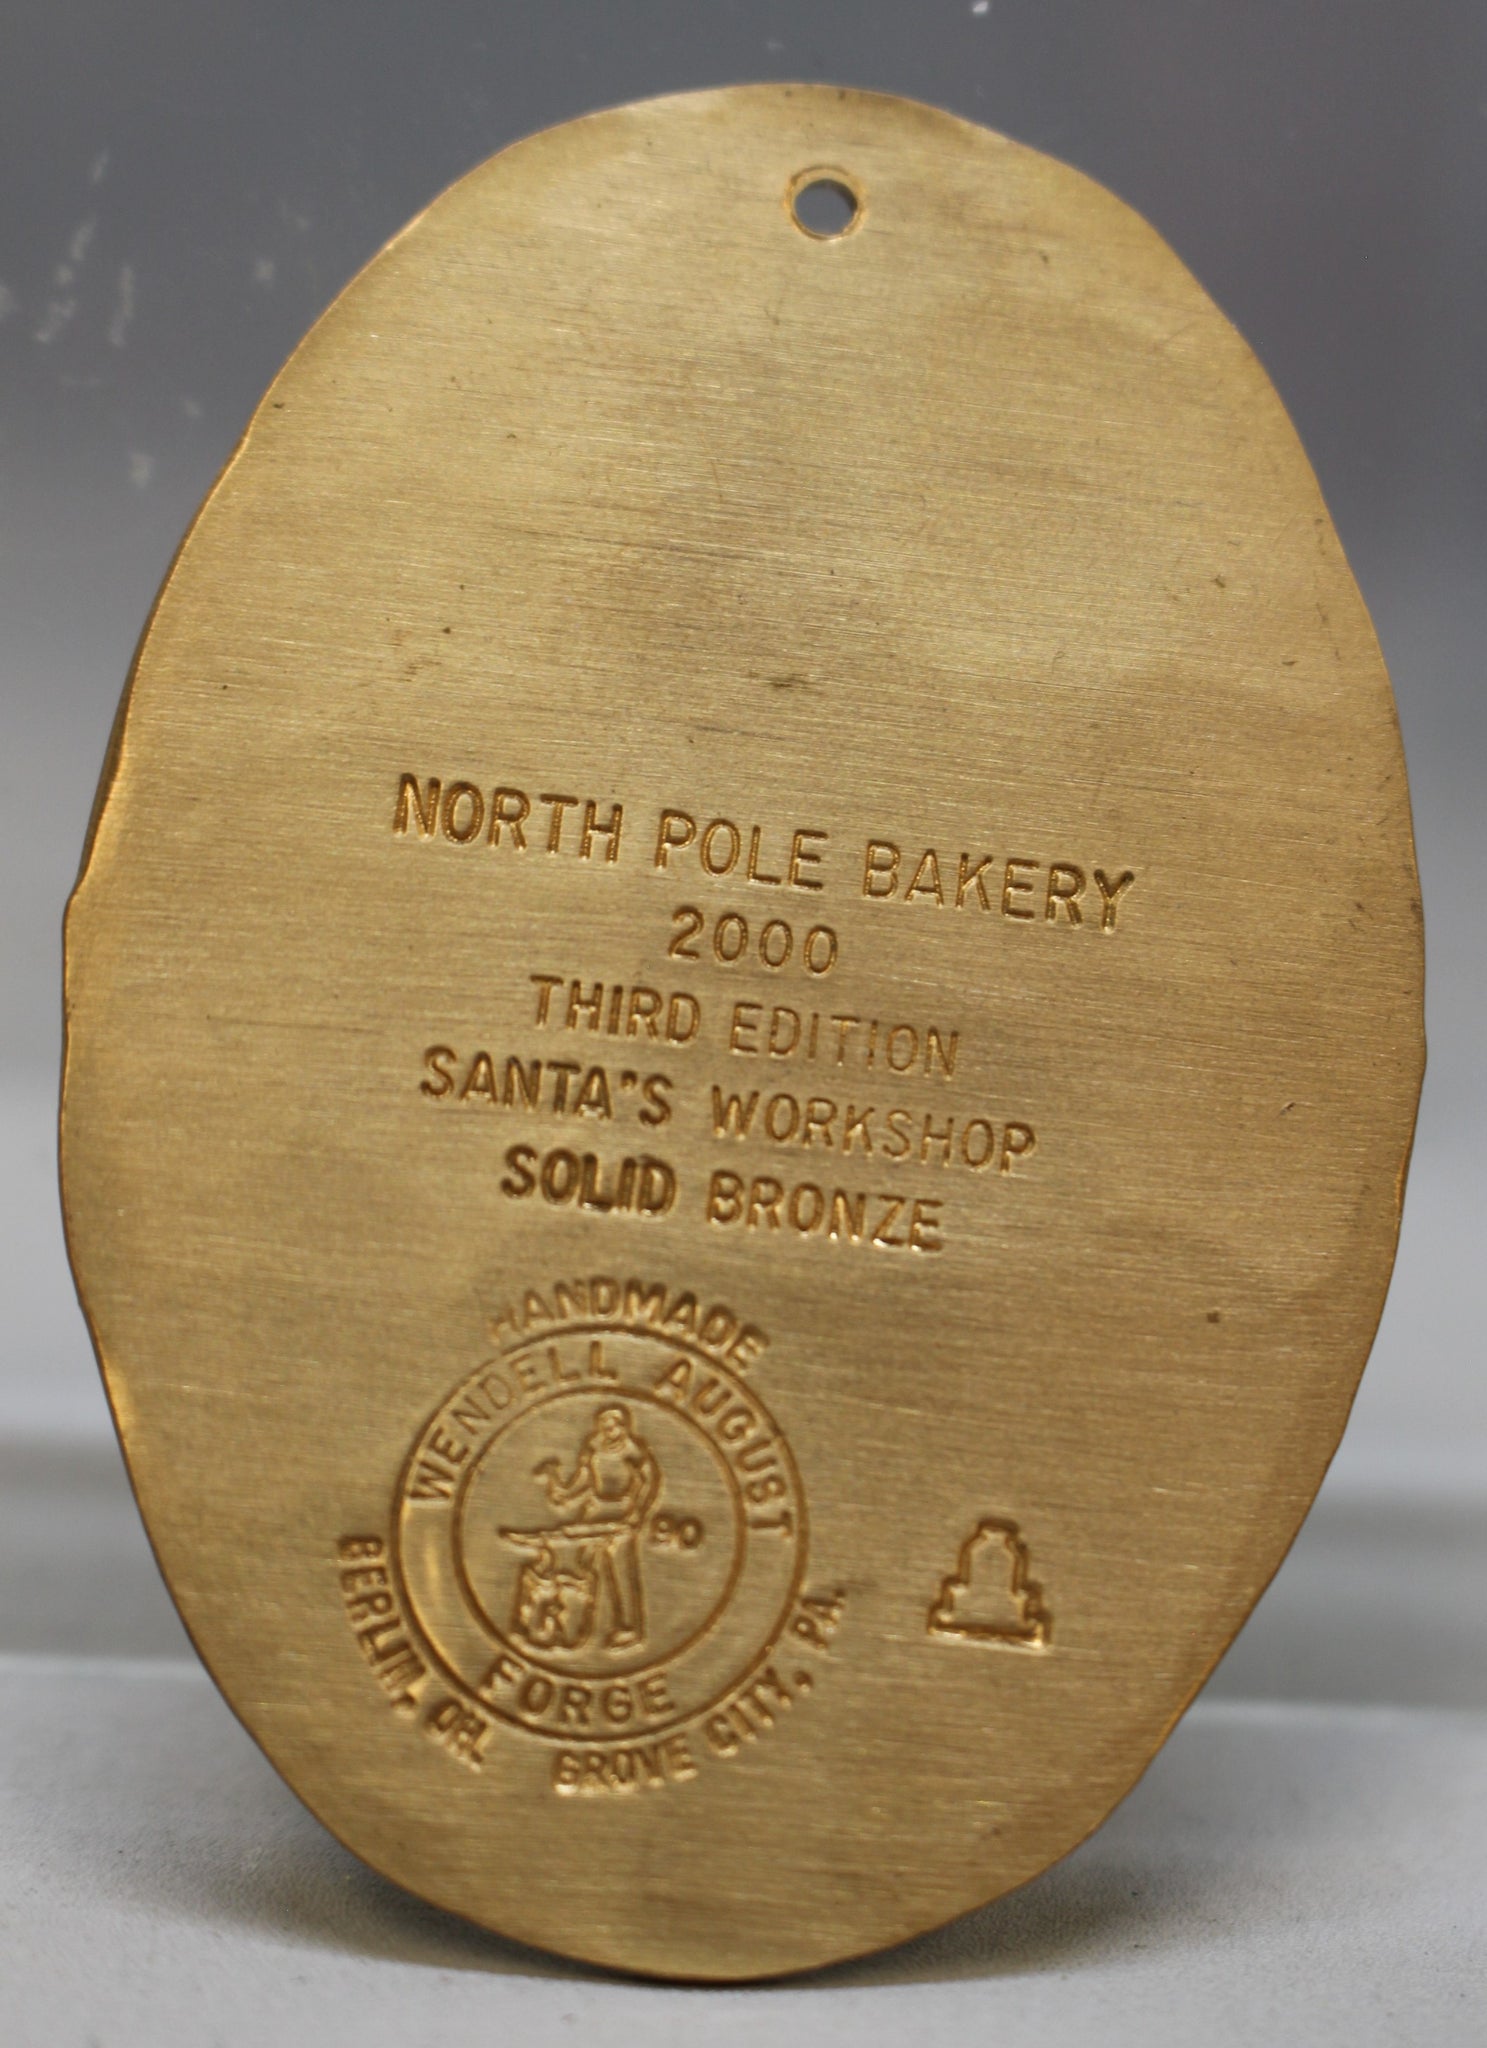 NORTH POLE BAKERY
2000
THIRD EDITION
SANTA'S WORKSHOP
SOLID BRONZE
HANDMADE
WENDELL AUGUST
FORGE
BERLIN, OH.
GROVE CITY, PA.